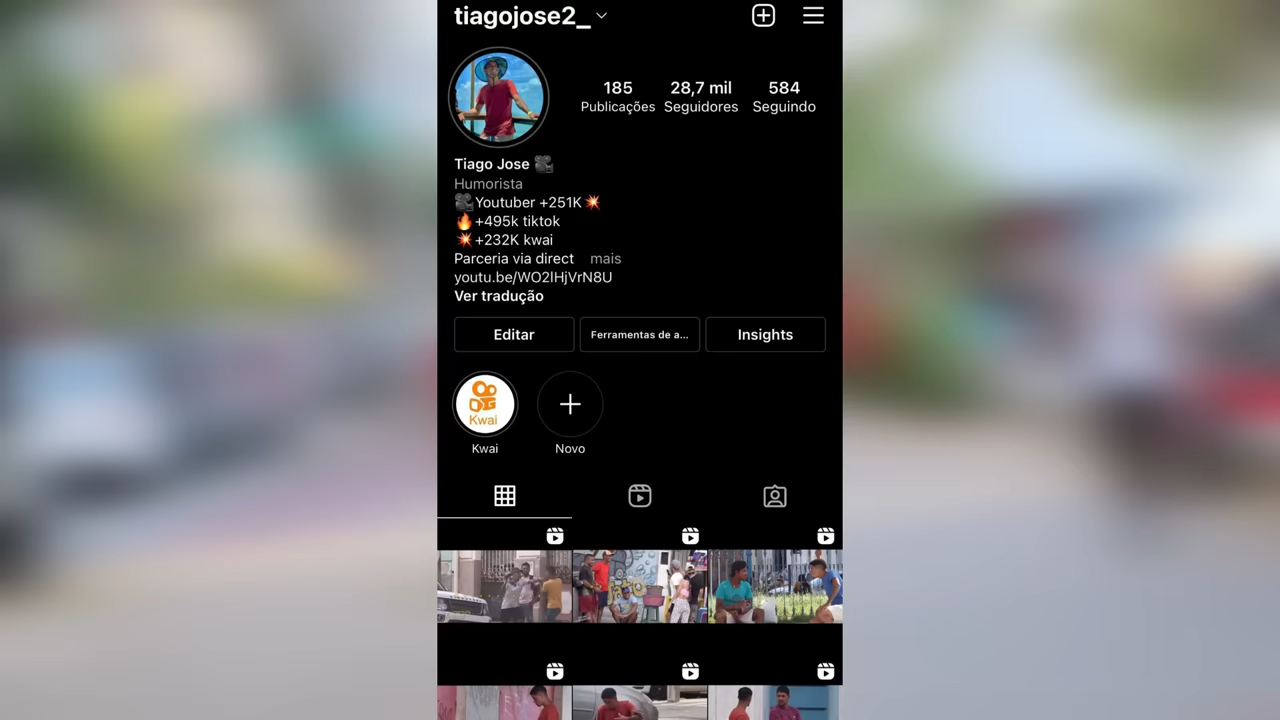 tiagojose2_
185
Publicações
28,7 mil
Seguidores
584
Seguindo
Tiago Jose
Humorista
Youtuber +251K
+495k tiktok
+232K kwai
Parceria via direct mais
youtu.be/WO2lHjVrN8U
Ver tradução
Editar
Ferramentas de a...
Insights
Kwai
Kwai
Novo